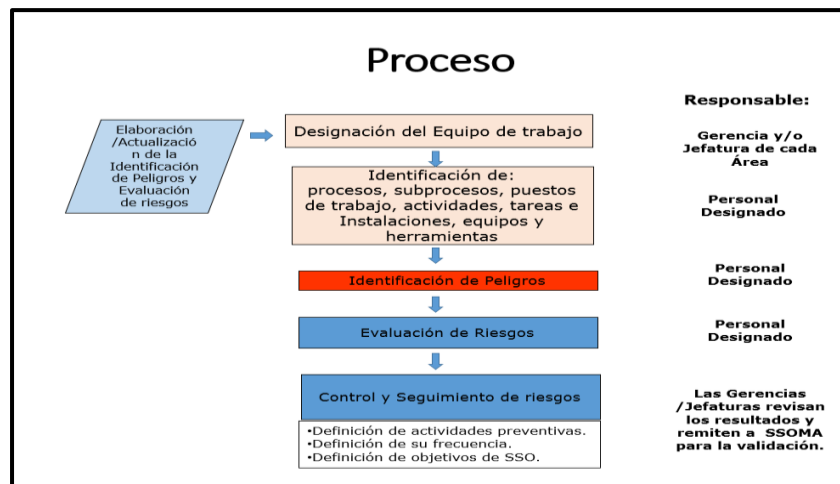 Proceso
Responsable:
Elaboración
/Actualizació
n de la
Identificación
de Peligros y
Evaluación
de riesgos
Designación del Equipo de trabajo
Gerencia y/o
Jefatura de cada
Área
Identificación de:
procesos, subprocesos, puestos
de trabajo, actividades, tareas e
Instalaciones, equipos y
herramientas
Personal
Designado
Identificación de Peligros
Personal
Designado
Evaluación de Riesgos
Personal
Designado
Control y Seguimiento de riesgos
•Definición de actividades preventivas.
•Definición de su frecuencia.
•Definición de objetivos de SSO.
Las Gerencias
/Jefaturas revisan
los resultados y
remiten a SSOMA
para la validación.